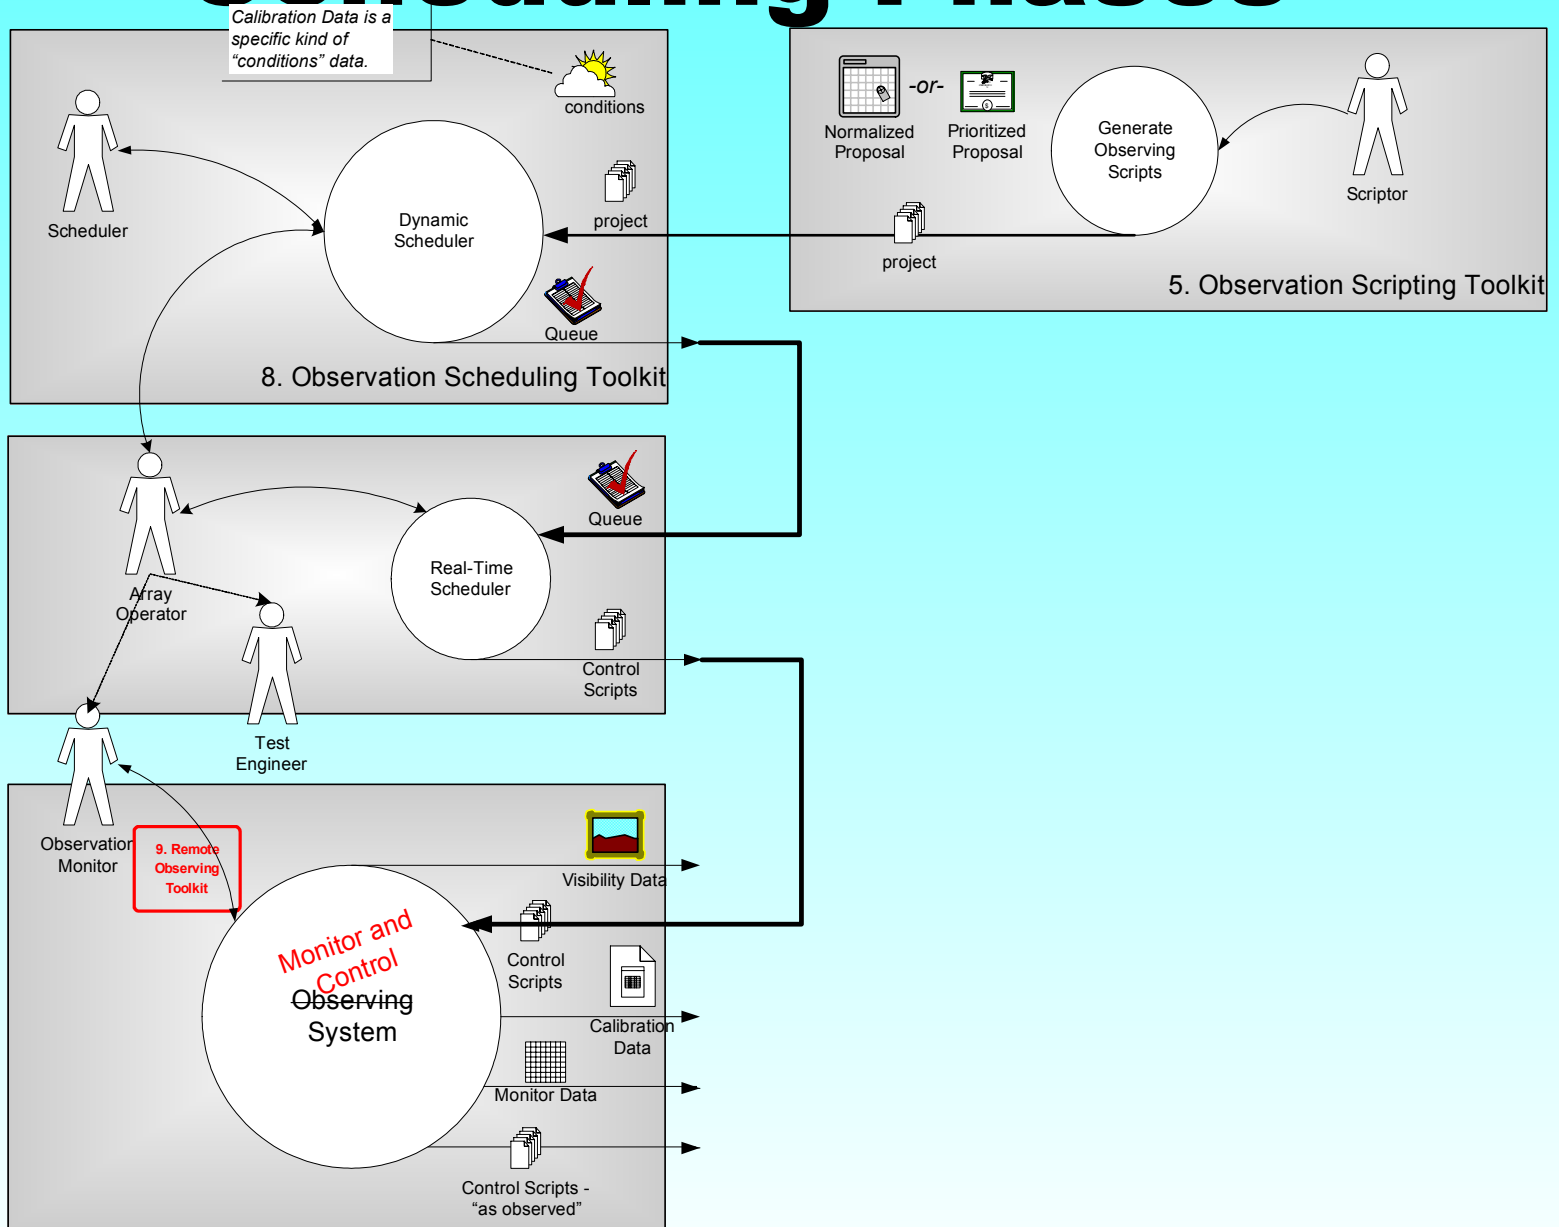 Scheduling Phases
Calibration Data is a
specific kind of
“conditions” data.
conditions
Scheduler
Dynamic
Scheduler
project
Queue
8. Observation Scheduling Toolkit
Normalized
Proposal
-or-
Prioritized
Proposal
Generate
Observing
Scripts
Scriptor
project
5. Observation Scripting Toolkit
Array
Operator
Queue
Real-Time
Scheduler
Control
Scripts
Test
Engineer
Observation
Monitor
9. Remote
Observing
Toolkit
Visibility Data
Monitor and
Control
Observing
System
Control
Scripts
Calibration
Data
Monitor Data
Control Scripts -
“as observed”